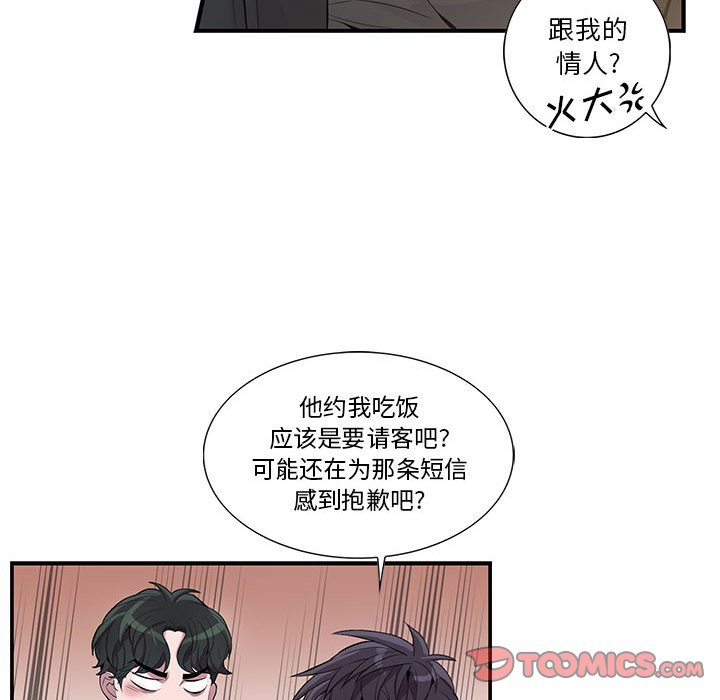 跟我的
情人?
火大
他约我吃饭
应该是要请客吧?
可能还在为那条短信
感到抱歉吧?
TOOMICS.COM